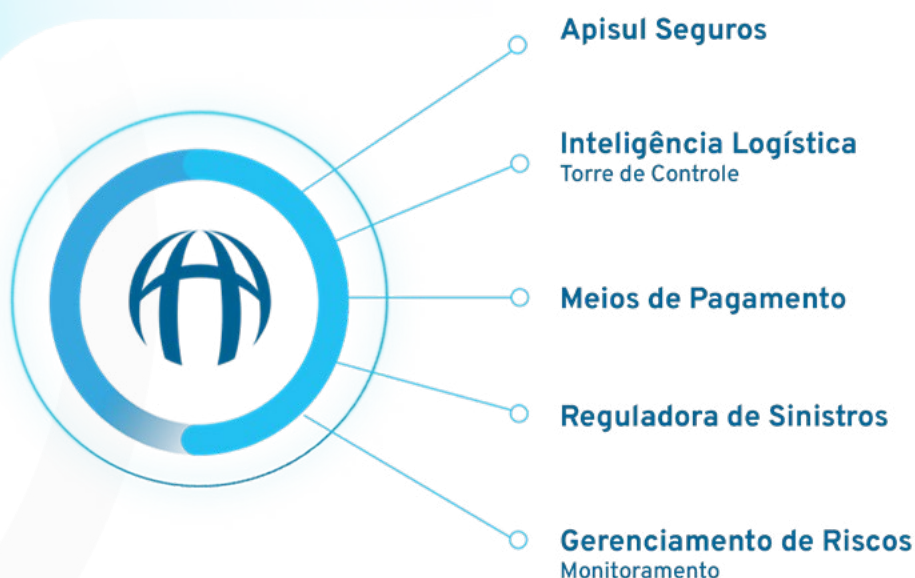 Apisul Seguros
Inteligência Logística
Torre de Controle
Meios de Pagamento
Reguladora de Sinistros
Gerenciamento de Riscos
Monitoramento